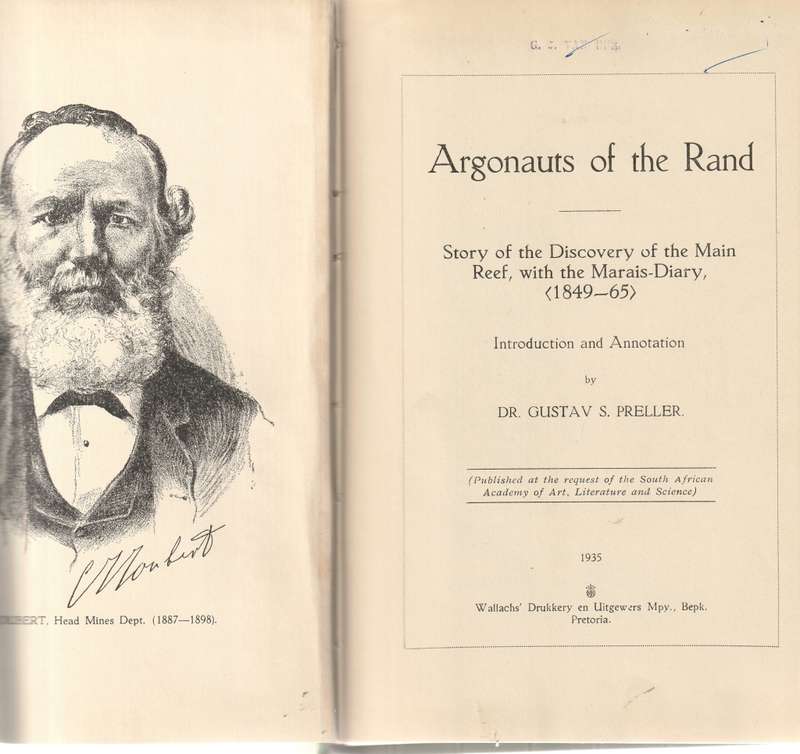 C J Joubert
JOUBERT, Head Mines Dept. (1887—1898).
Argonauts of the Rand
Story of the Discovery of the Main
Reef, with the Marais-Diary,
⟨1849—65⟩
Introduction and Annotation
by
DR. GUSTAV S. PRELLER.
(Published at the request of the South African
Academy of Art, Literature and Science)
1935
Wallachs' Drukkery en Uitgewers Mpy., Bepk.
Pretoria.